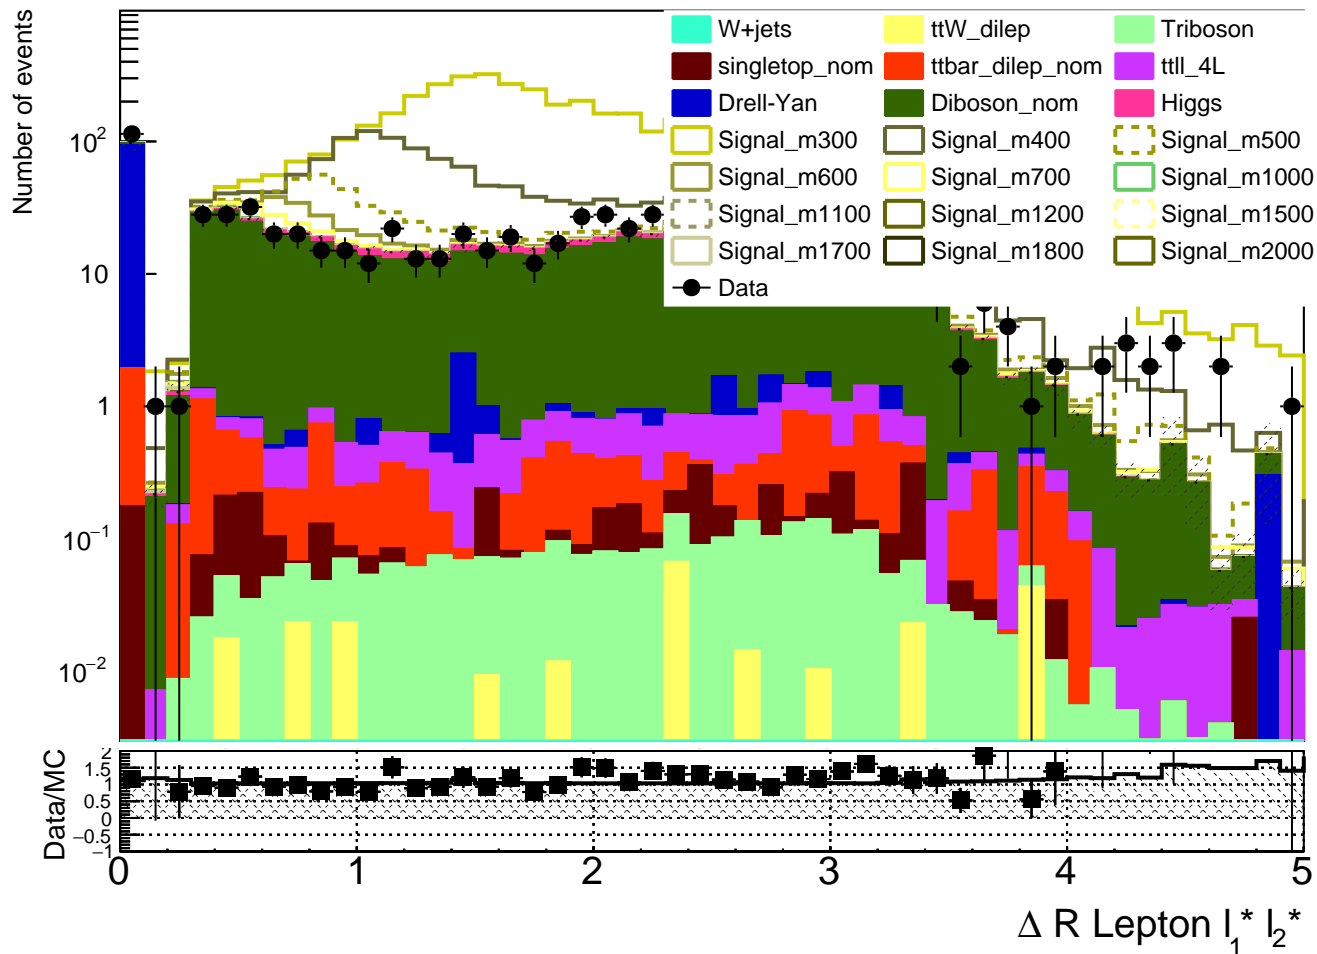 Number of events
10²
10
1
10⁻¹
10⁻²
W+jets ttW_dilep Triboson
singletop_nom ttbar_dilep_nom ttll_4L
Drell-Yan Diboson_nom Higgs
Signal_m300 Signal_m400 Signal_m500
Signal_m600 Signal_m700 Signal_m1000
Signal_m1100 Signal_m1200 Signal_m1500
Signal_m1700 Signal_m1800 Signal_m2000
Data
Data/MC
2
1.5
1
0.5
0
−0.5
−1
0 1 2 3 4 5
Δ R Lepton l₁* l₂*